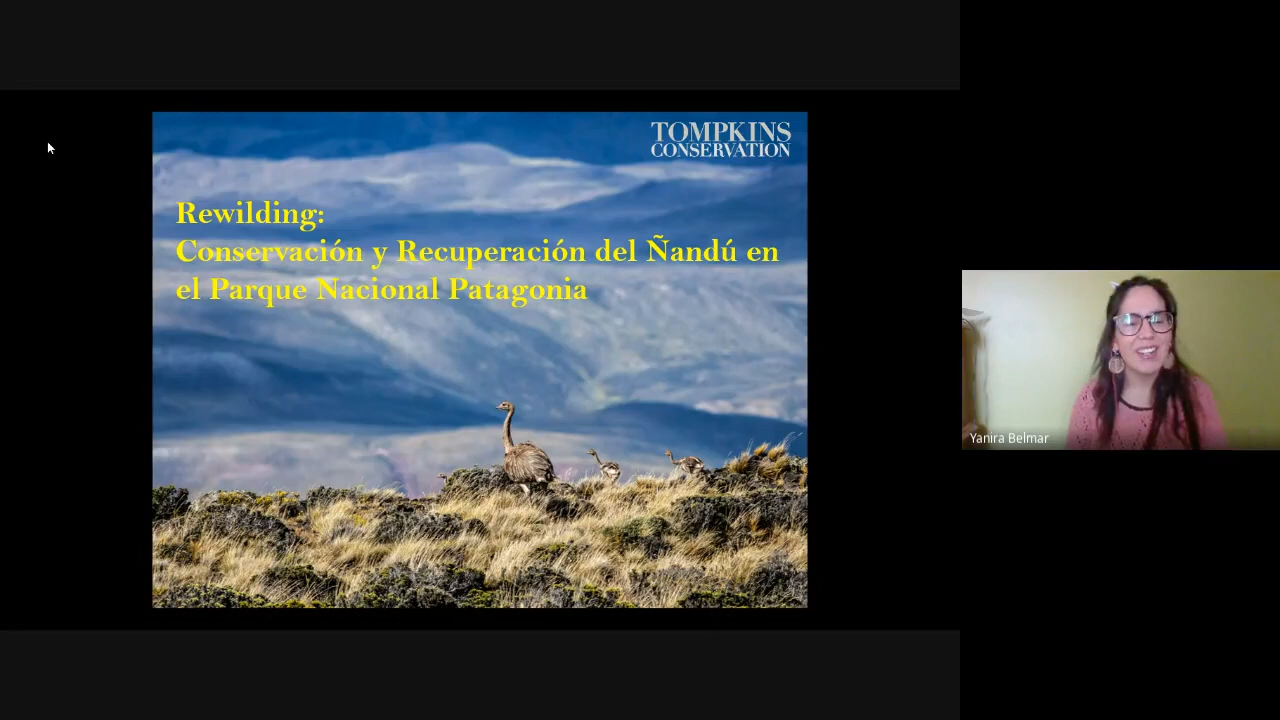 TOMPKINS
CONSERVATION
Rewilding:
Conservación y Recuperación del Ñandú en
el Parque Nacional Patagonia
Yanira Belmar